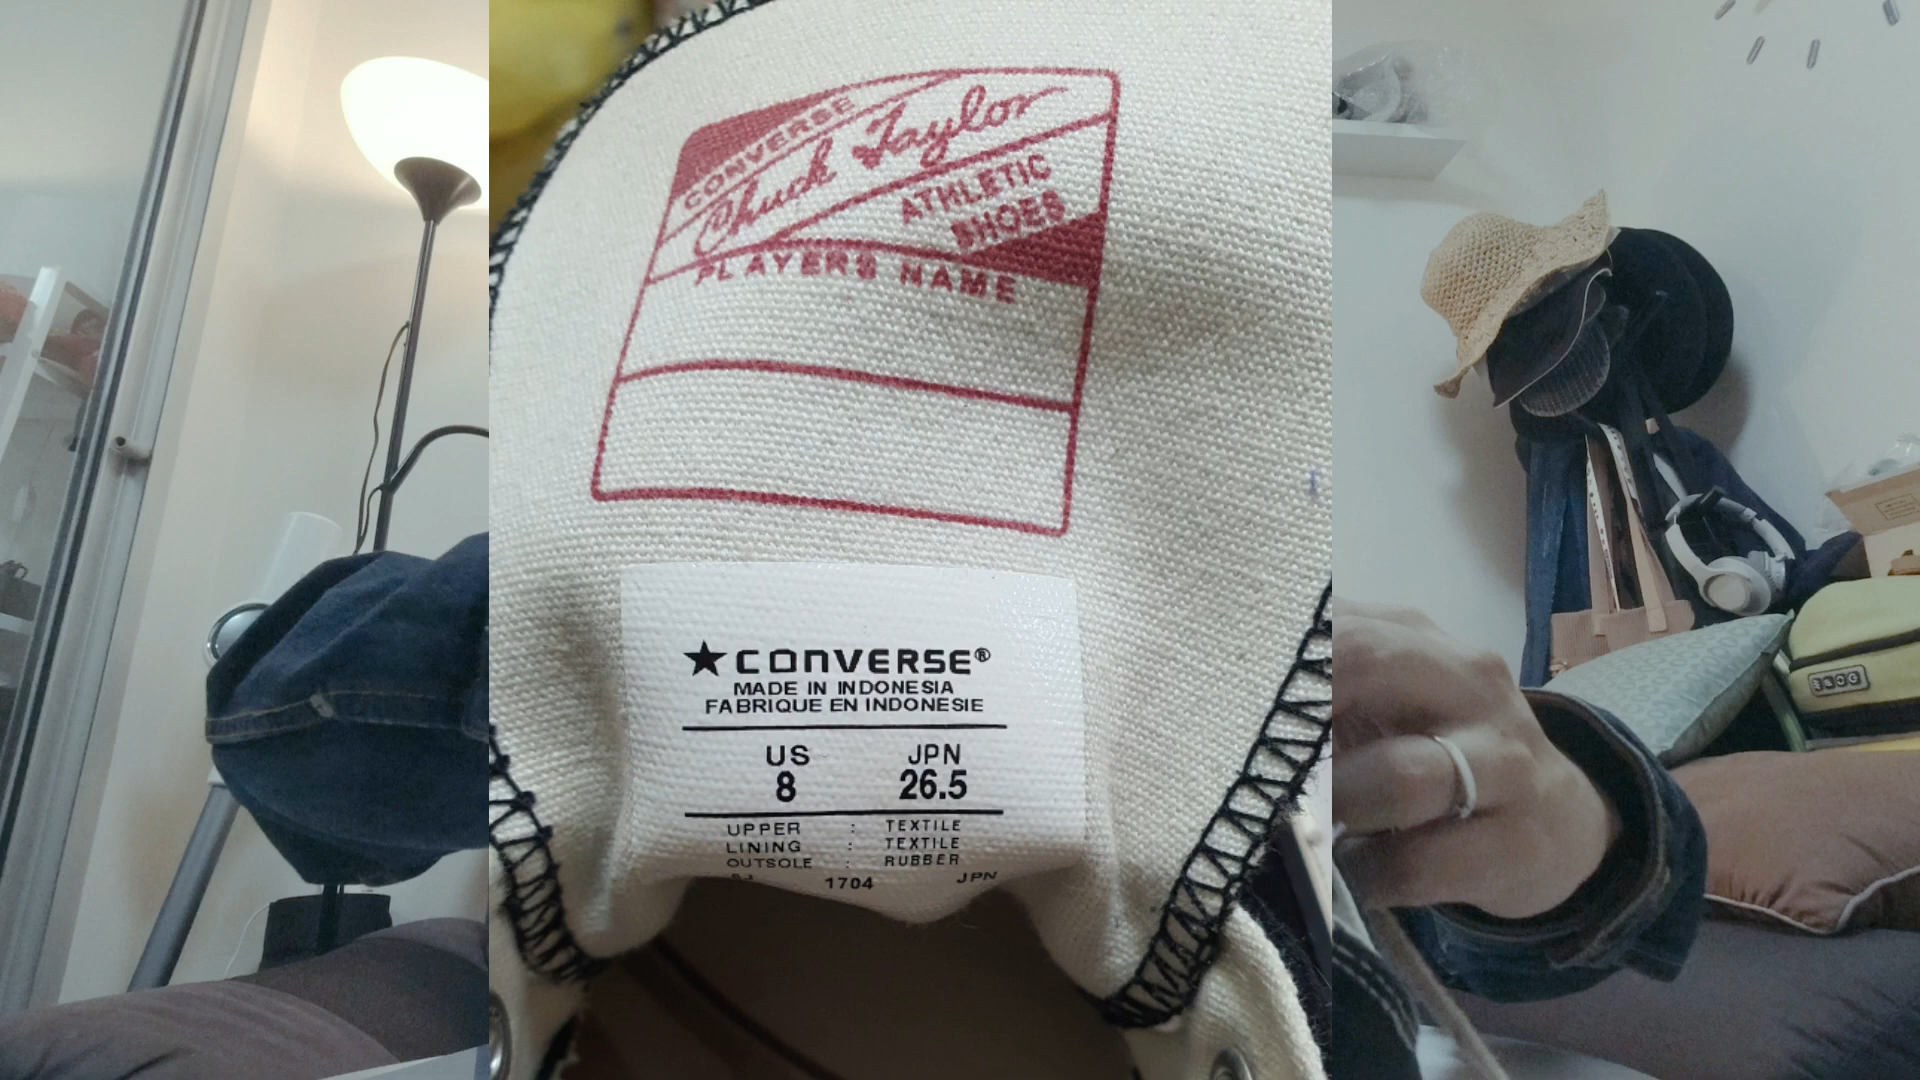 CONVERSE
Chuck Taylor
ATHLETIC
SHOES
PLAYERS NAME
★CONVERSE®
MADE IN INDONESIA
FABRIQUE EN INDONESIE
US JPN
8 26.5
UPPER : TEXTILE
LINING : TEXTILE
OUTSOLE : RUBBER
SJ 1704 JPN